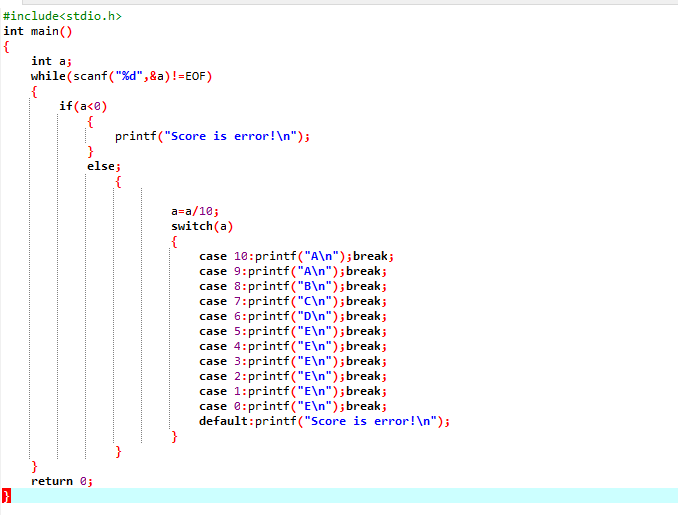 #include<stdio.h>
int main()
{
    int a;
    while(scanf("%d",&a)!=EOF)
    {
        if(a<0)
            {
                printf("Score is error!\n");
            }
            else;
                {

                        a=a/10;
                        switch(a)
                        {
                            case 10:printf("A\n");break;
                            case 9:printf("A\n");break;
                            case 8:printf("B\n");break;
                            case 7:printf("C\n");break;
                            case 6:printf("D\n");break;
                            case 5:printf("E\n");break;
                            case 4:printf("E\n");break;
                            case 3:printf("E\n");break;
                            case 2:printf("E\n");break;
                            case 1:printf("E\n");break;
                            case 0:printf("E\n");break;
                            default:printf("Score is error!\n");
                        }
                }
    }
    return 0;
}